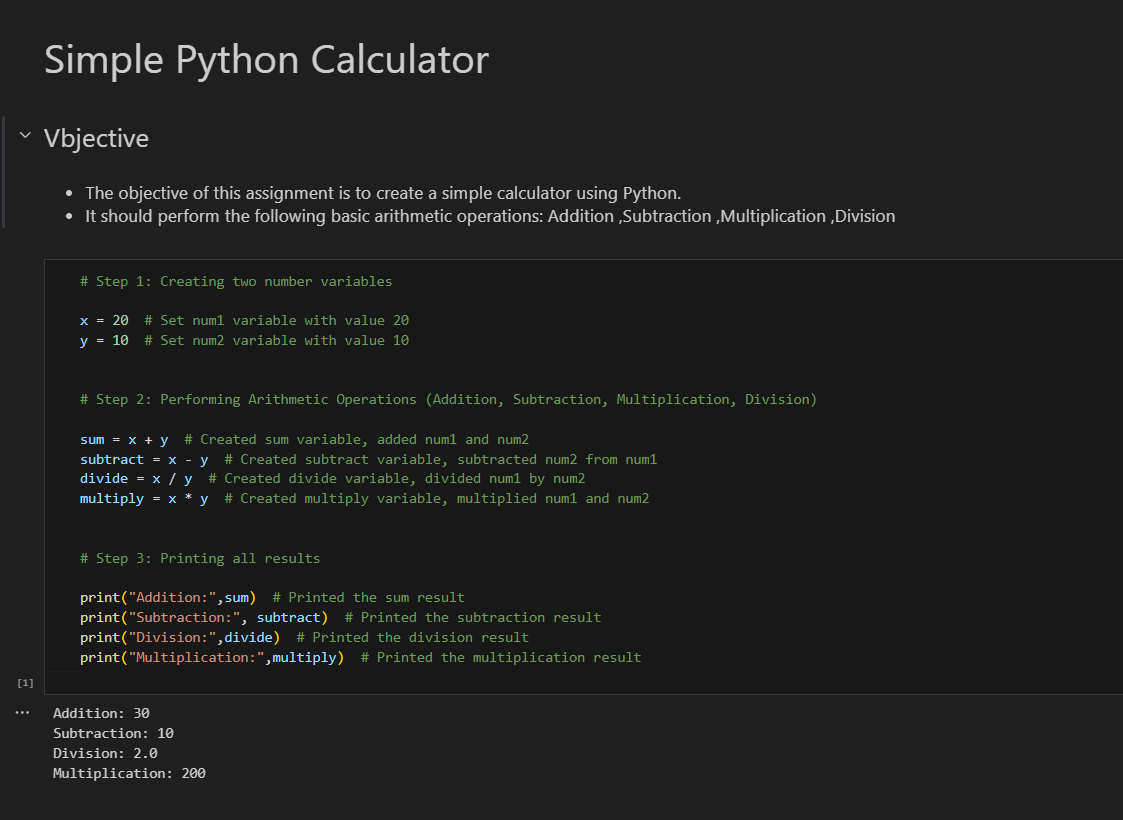 Simple Python Calculator
Vbjective
• The objective of this assignment is to create a simple calculator using Python.
• It should perform the following basic arithmetic operations: Addition ,Subtraction ,Multiplication ,Division
# Step 1: Creating two number variables
x = 20  # Set num1 variable with value 20
y = 10  # Set num2 variable with value 10
# Step 2: Performing Arithmetic Operations (Addition, Subtraction, Multiplication, Division)
sum = x + y  # Created sum variable, added num1 and num2
subtract = x - y  # Created subtract variable, subtracted num2 from num1
divide = x / y  # Created divide variable, divided num1 by num2
multiply = x * y  # Created multiply variable, multiplied num1 and num2
# Step 3: Printing all results
print("Addition:",sum)  # Printed the sum result
print("Subtraction:", subtract)  # Printed the subtraction result
print("Division:",divide)  # Printed the division result
print("Multiplication:",multiply)  # Printed the multiplication result
[1]
... Addition: 30
Subtraction: 10
Division: 2.0
Multiplication: 200